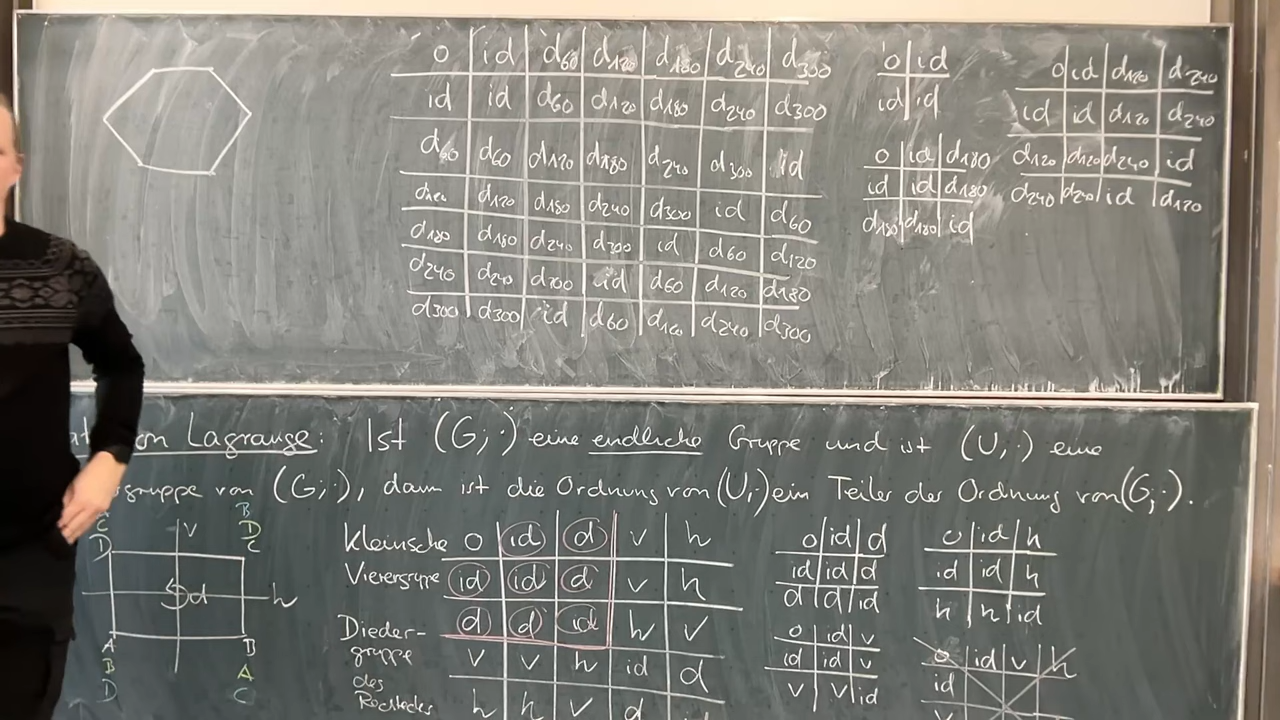 o id d60 d120 d180 d240 d300
id id d60 d120 d180 d240 d300
d60 d60 d120 d180 d240 d300 id
d120 d180 d240 d300 id d60
d180 d180 d240 d300 id d60 d120
d240 d240 d300 id d60 d120 d180
d300 d300 id d60 d240 d300
o id
id id
o id d180
id id d180
d180 d180 id
o id d120 d240
id id d120 d240
d120 d120 d240 id
d240 d240 id d120
von Lagrange: Ist (G; ·) eine endliche Gruppe und ist (U, ·) eine
gruppe von (G; ·), dann ist die Ordnung von (U, ·) ein Teiler der Ordnung von (G; ·).
C
D
B
D
C
v
d
h
A
B
D
B
A
C
Kleinsche
Vierergruppe
Dieder-
gruppe
des
Rechtecks
o id d v h
id id d v h
d d id h v
v v h id d
h h v d id
o id d
id id d
d d id
o id h
id id h
h h id
o id v
id id v
v v id
o id v h
id
v